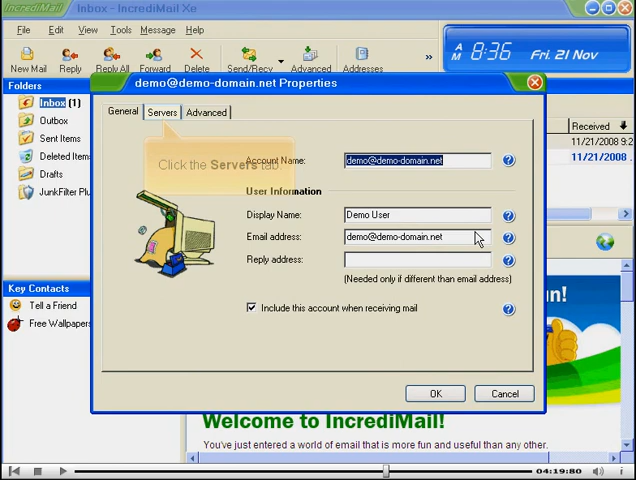 IncrediMail
Inbox - IncrediMail Xe
File Edit View Tools Message Help
New Mail Reply Reply All Forward Delete Send/Recv Advanced Addresses »
AM 8:36 Fri. 21 Nov
Folders
Inbox (1)
Outbox
Sent Items
Deleted Items
Drafts
JunkFilter Plu
Received
11/21/2008 9:2
11/21/2008
demo@demo-domain.net Properties
General Servers Advanced
Click the Servers tab.
Account Name: demo@demo-domain.net
User Information
Display Name: Demo User
Email address: demo@demo-domain.net
Reply address:
(Needed only if different than email address)
Include this account when receiving mail
OK Cancel
Key Contacts
Tell a Friend
Free Wallpapers
un!
Welcome to IncrediMail!
You've just entered a world of email that is more fun and useful than any other.
04:19:80